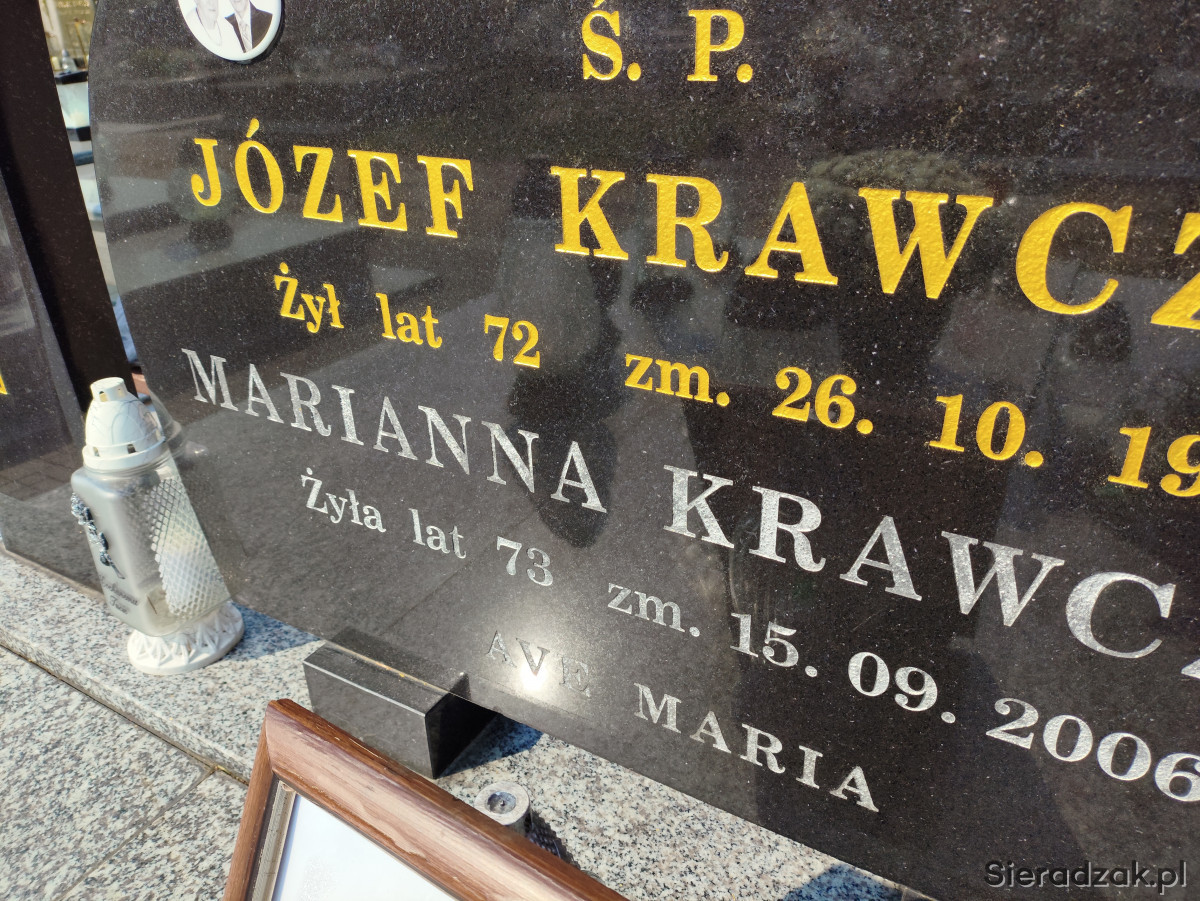 Ś. P.
JÓZEF KRAWCZ
Żył lat 72 zm. 26. 10. 19
MARIANNA KRAWCZ
Żyła lat 73 zm. 15. 09. 2006
AVE MARIA
Sieradzak.pl